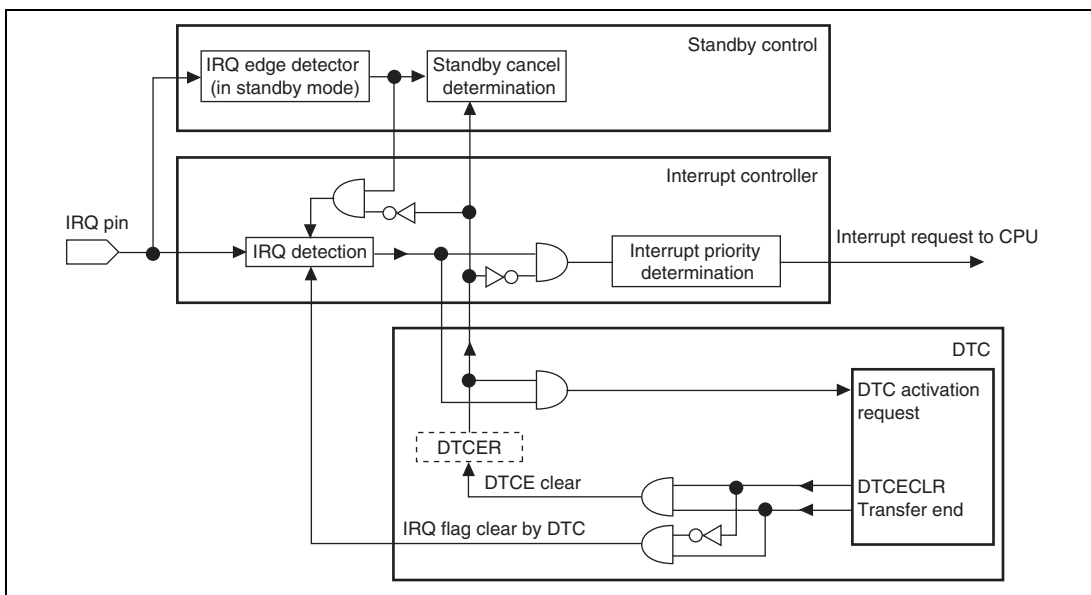 Standby control
IRQ edge detector
(in standby mode)
Standby cancel
determination
Interrupt controller
IRQ pin
IRQ detection
Interrupt priority
determination
Interrupt request to CPU
DTC
DTC activation
request
DTCER
DTCE clear
DTCECLR
Transfer end
IRQ flag clear by DTC